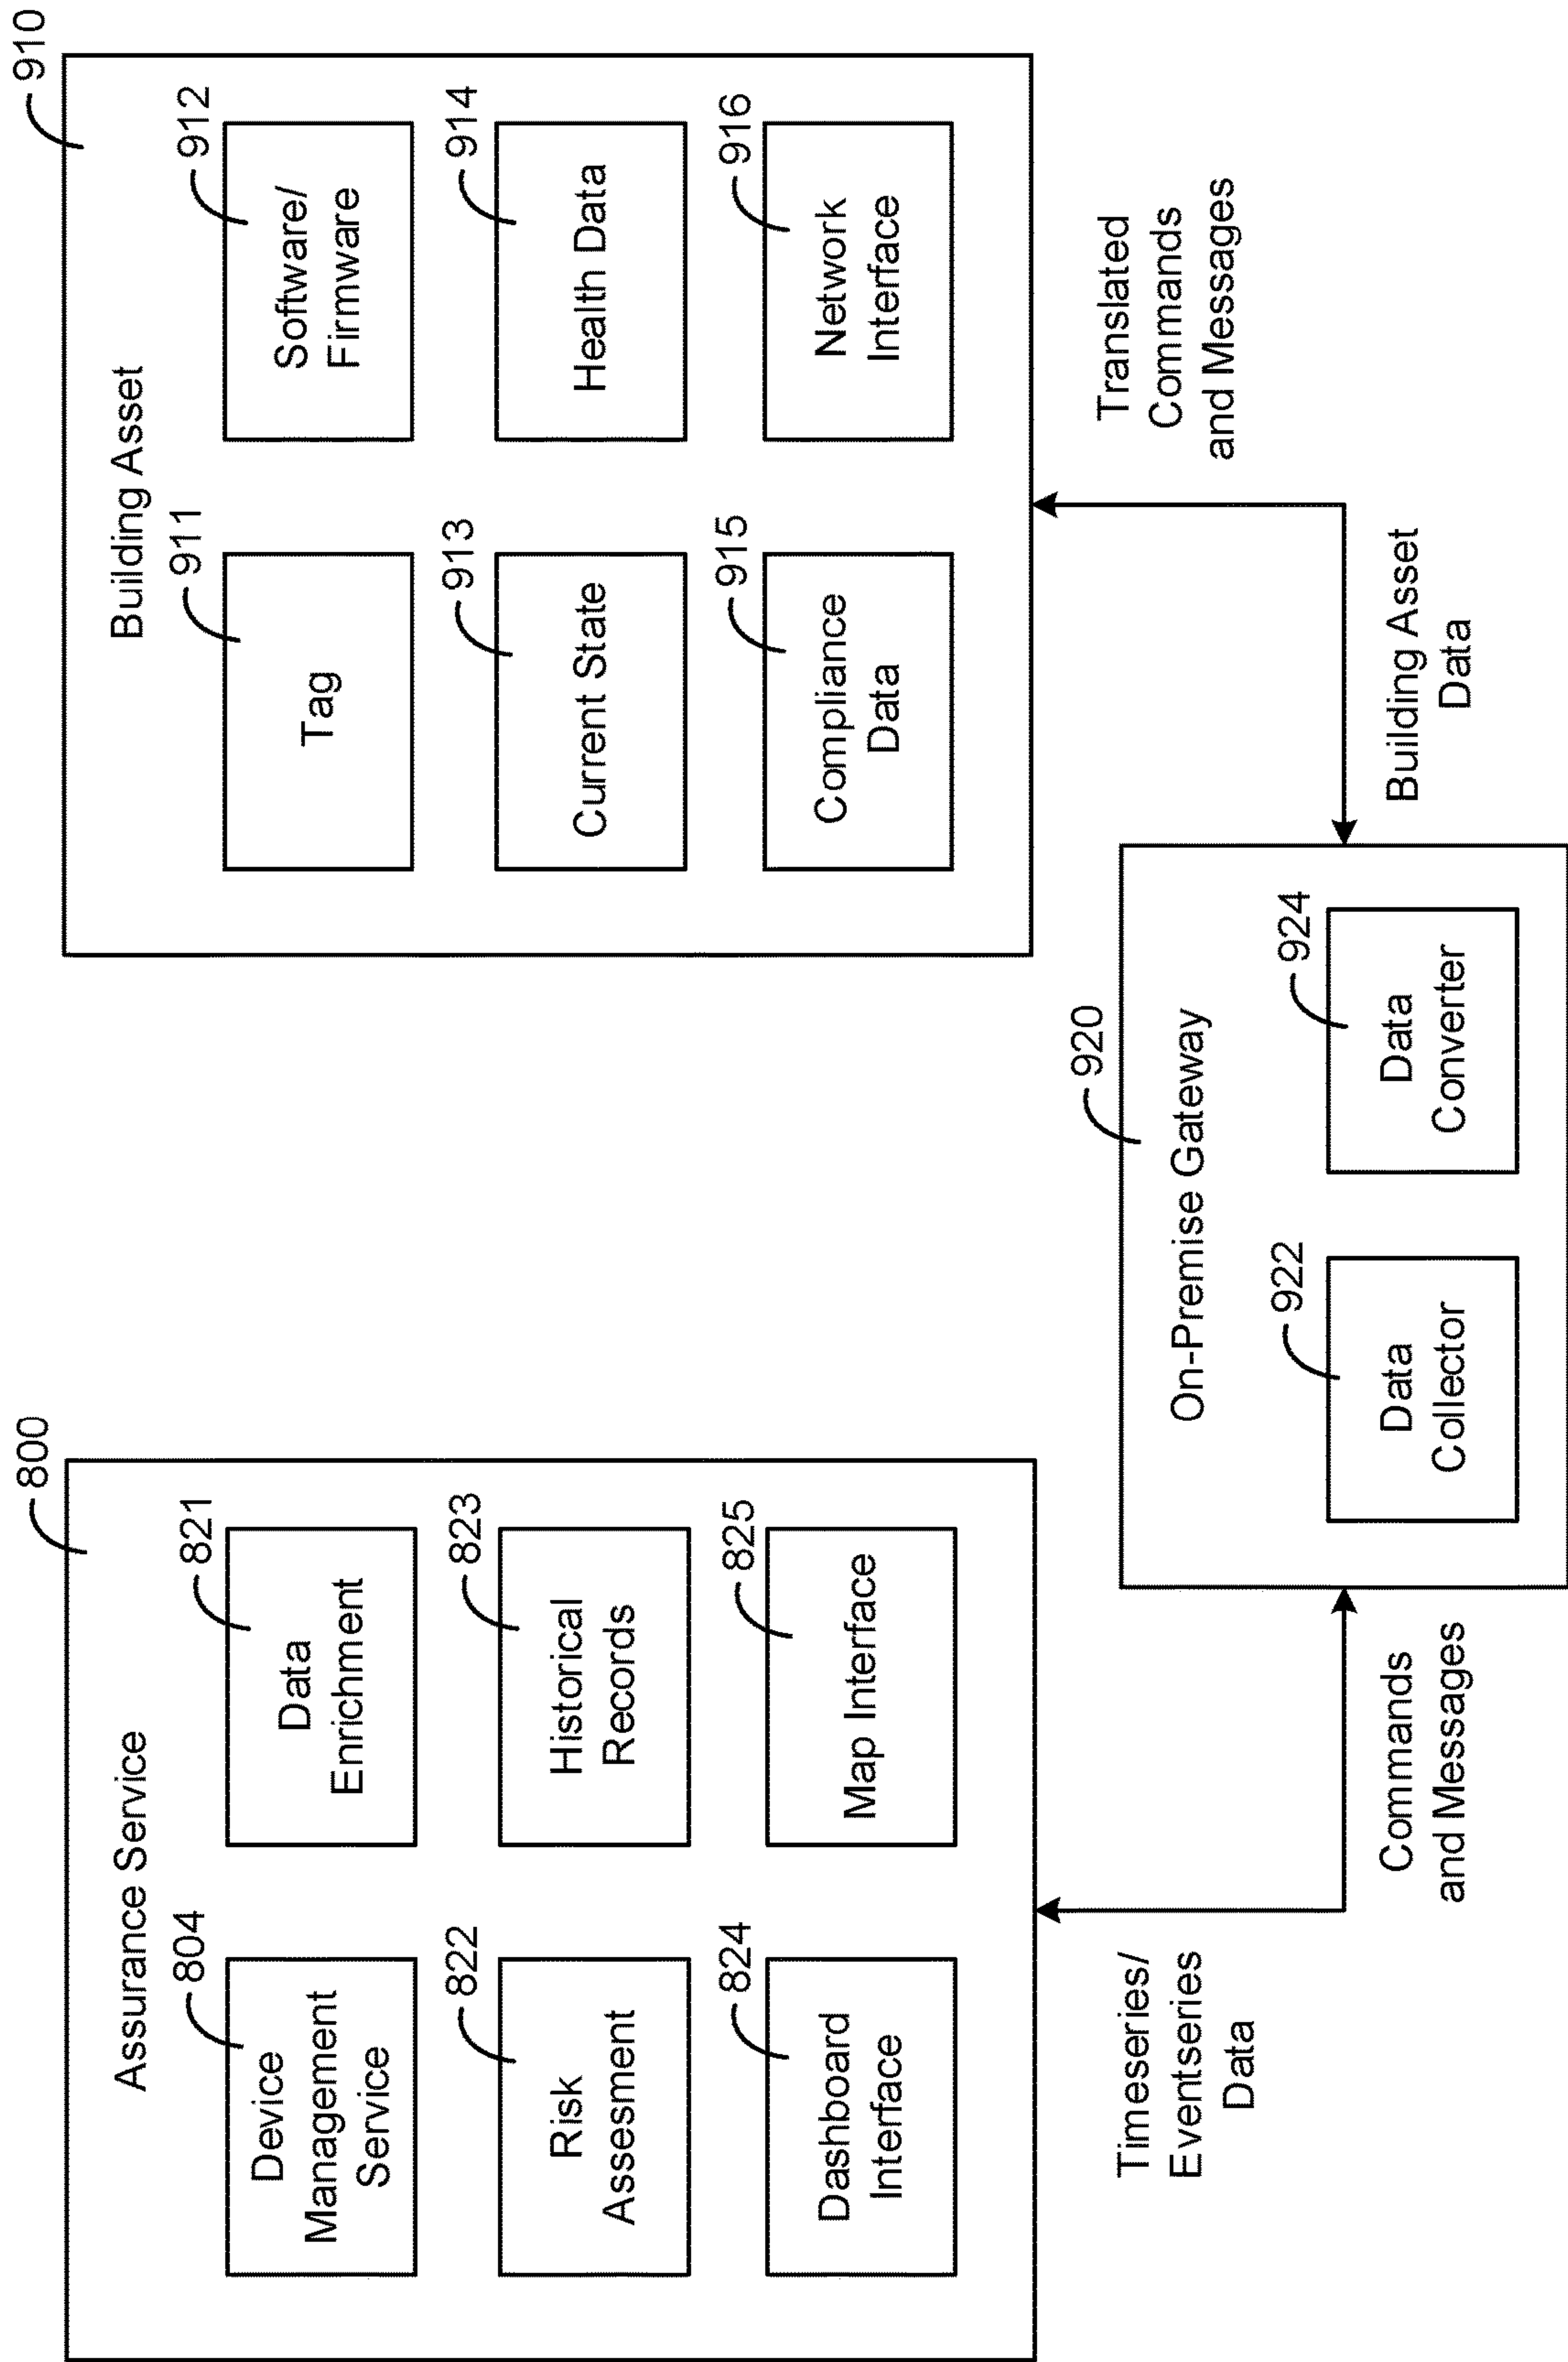 800
Assurance Service
804
Device
Management
Service
821
Data
Enrichment
822
Risk
Assesment
823
Historical
Records
824
Dashboard
Interface
825
Map Interface
910
Building Asset
911
Tag
912
Software/
Firmware
913
Current State
914
Health Data
915
Compliance
Data
916
Network
Interface
Timeseries/
Eventseries
Data
Commands
and Messages
920
On-Premise Gateway
922
Data
Collector
924
Data
Converter
Building Asset
Data
Translated
Commands
and Messages